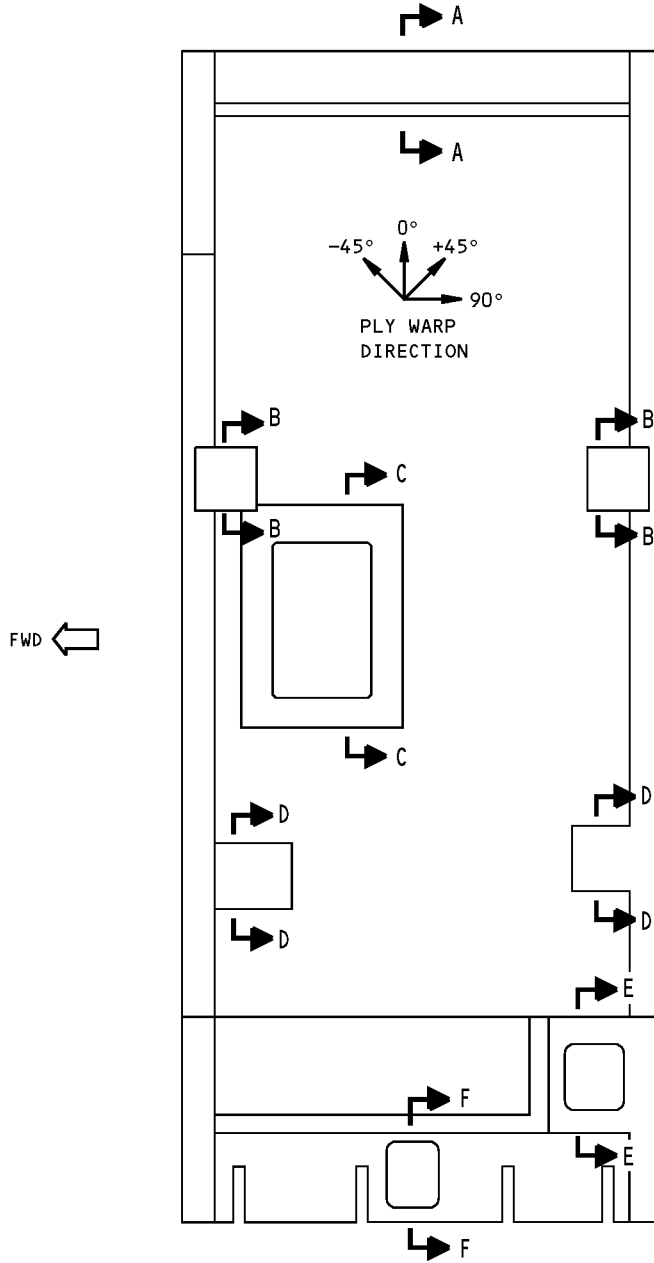 A
A
0°
-45° +45°
90°
PLY WARP
DIRECTION
B B
C
B B
FWD
C
D D
D D
E
F
E
F